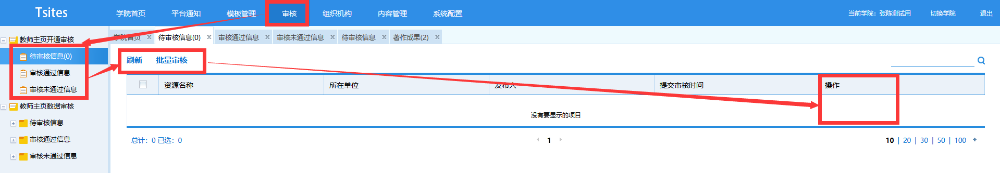 Tsites 学院首页 平台通知 模板管理 审核 组织机构 内容管理 系统配置 当前学院：张陈测试用 切换学院 退出
教师主页开通审核
待审核信息(0)
审核通过信息
审核未通过信息
教师主页数据审核
待审核信息
审核通过信息
审核未通过信息
学院首页 x 待审核信息(0) x 审核通过信息 x 审核未通过信息 x 待审核信息 x 著作成果(2) x
刷新 批量审核
资源名称 所在单位 发布人 提交审核时间 操作
没有要显示的项目
总计：0 已选：0 1 10 | 20 | 30 | 50 | 100